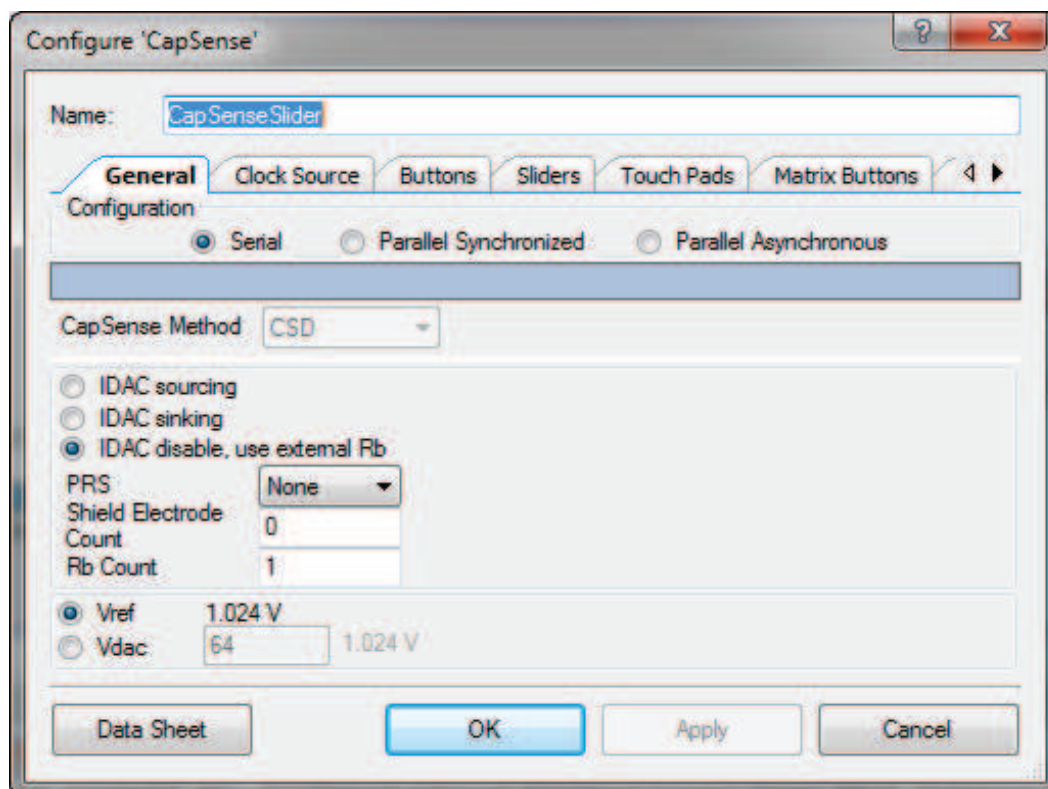 Configure 'CapSense'
Name: CapSenseSlider
General Clock Source Buttons Sliders Touch Pads Matrix Buttons
Configuration
Serial Parallel Synchronized Parallel Asynchronous
CapSense Method CSD
IDAC sourcing
IDAC sinking
IDAC disable, use external Rb
PRS None
Shield Electrode
Count 0
Rb Count 1
Vref 1.024 V
Vdac 64 1.024 V
Data Sheet OK Apply Cancel